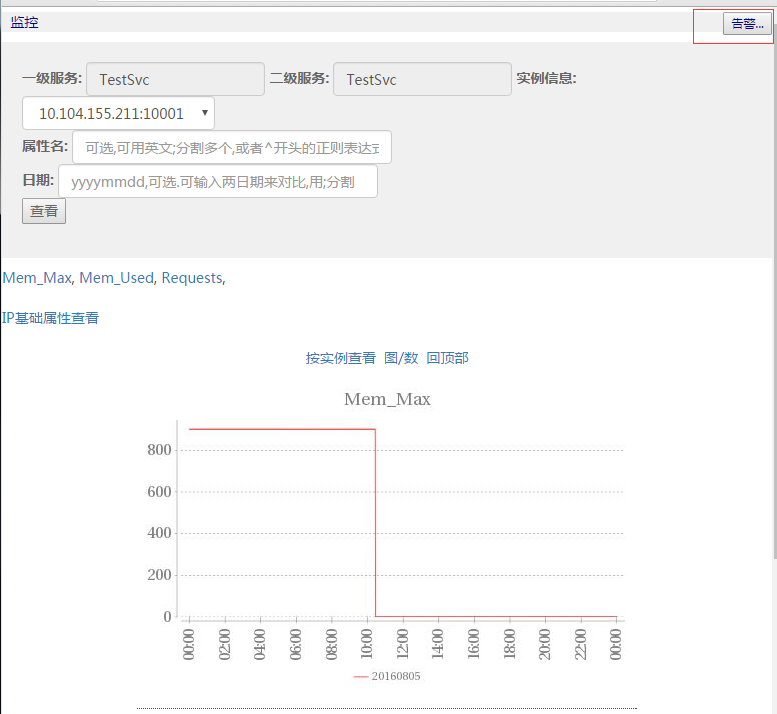 监控
告警...
一级服务: TestSvc 二级服务: TestSvc 实例信息:
10.104.155.211:10001
属性名: 可选,可用英文;分割多个,或者^开头的正则表达式
日期: yyyymmdd,可选.可输入两日期来对比,用;分割
查看
Mem_Max, Mem_Used, Requests,
IP基础属性查看
按实例查看 图/数 回顶部
Mem_Max
800
600
400
200
0
00:00 02:00 04:00 06:00 08:00 10:00 12:00 14:00 16:00 18:00 20:00 22:00 00:00
20160805